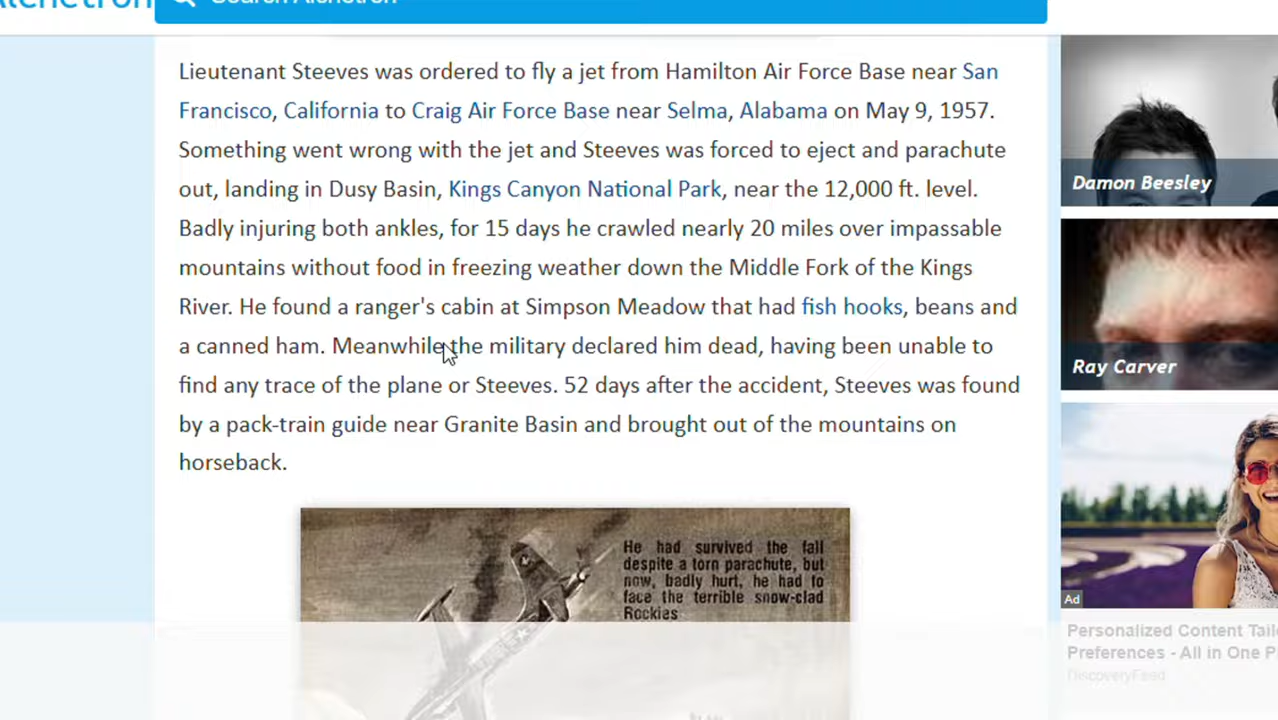 Lieutenant Steeves was ordered to fly a jet from Hamilton Air Force Base near San
Francisco, California to Craig Air Force Base near Selma, Alabama on May 9, 1957.
Something went wrong with the jet and Steeves was forced to eject and parachute
out, landing in Dusy Basin, Kings Canyon National Park, near the 12,000 ft. level.
Badly injuring both ankles, for 15 days he crawled nearly 20 miles over impassable
mountains without food in freezing weather down the Middle Fork of the Kings
River. He found a ranger's cabin at Simpson Meadow that had fish hooks, beans and
a canned ham. Meanwhile the military declared him dead, having been unable to
find any trace of the plane or Steeves. 52 days after the accident, Steeves was found
by a pack-train guide near Granite Basin and brought out of the mountains on
horseback.
He had survived the fall
despite a torn parachute, but
now, badly hurt, he had to
face the terrible snow-clad
Rockies
Damon Beesley
Ray Carver
Ad
Personalized Content
Preferences - All in One
DiscoveryFeed